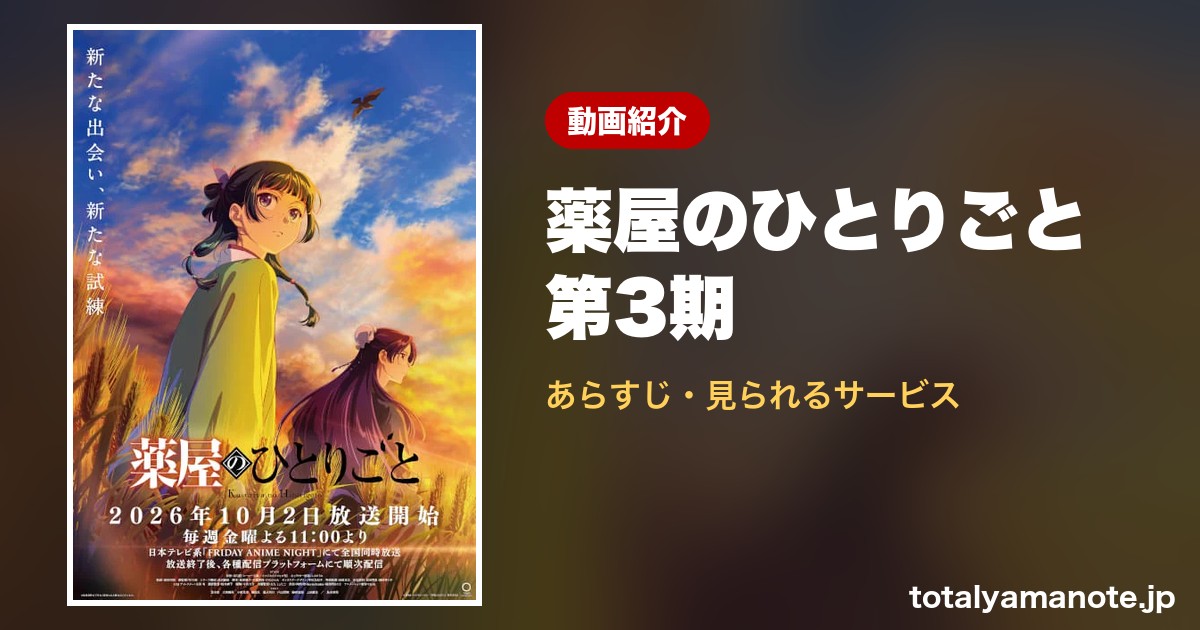 新たな出会い、新たな試練
薬屋のひとりごと
Kusuriya no Hitorigoto
2026年10月2日放送開始
毎週金曜よる11:00より
日本テレビ系「FRIDAY ANIME NIGHT」にて全国同時放送
放送終了後、各種配信プラットフォームにて順次配信
動画紹介
薬屋のひとりごと
第3期
あらすじ・見られるサービス
totalyamanote.jp